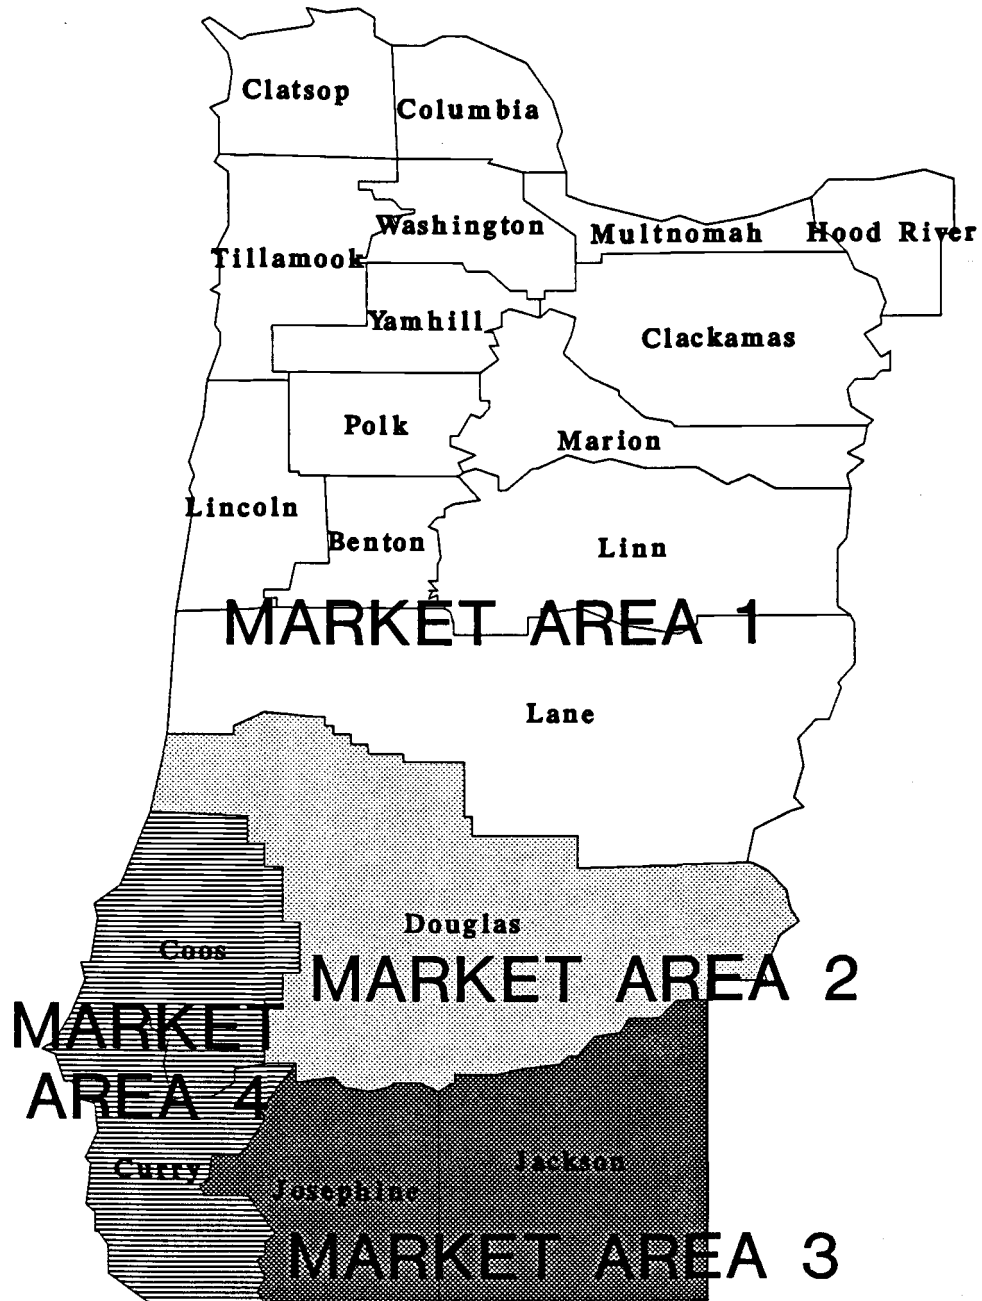 Clatsop
Columbia
Washington
Multnomah
Hood River
Tillamook
Yamhill
Clackamas
Polk
Marion
Lincoln
Benton
Linn
MARKET AREA 1
Lane
Douglas
Coos
MARKET AREA 2
MARKET
AREA 4
Curry
Jackson
Josephine
MARKET AREA 3